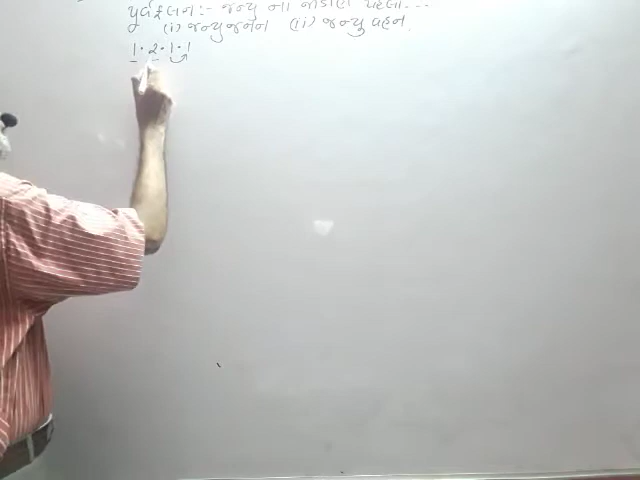 પૂર્વફલન:- જન્યુ ના જોડાણ પહેલા...
(i) જન્યુજનન (ii) જન્યુ વહન.
1·2·1·1